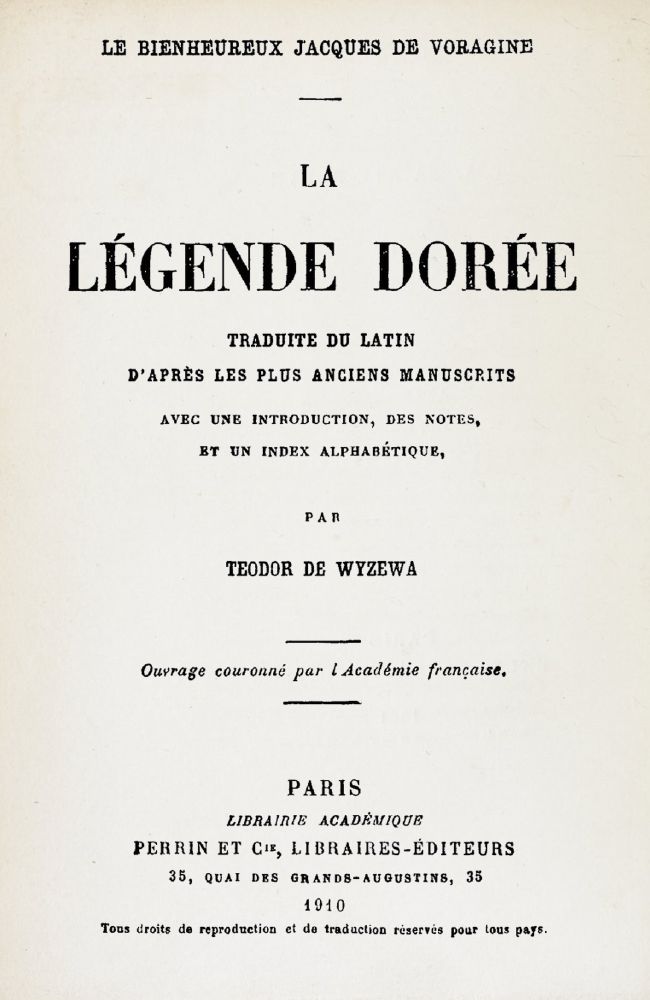 LE BIENHEUREUX JACQUES DE VORAGINE
LA
LÉGENDE DORÉE
TRADUITE DU LATIN
D'APRÈS LES PLUS ANCIENS MANUSCRITS
AVEC UNE INTRODUCTION, DES NOTES,
ET UN INDEX ALPHABÉTIQUE,
PAR
TEODOR DE WYZEWA
Ouvrage couronné par l'Académie française.
PARIS
LIBRAIRIE ACADÉMIQUE
PERRIN ET Cie, LIBRAIRES-ÉDITEURS
35, QUAI DES GRANDS-AUGUSTINS, 35
1910
Tous droits de reproduction et de traduction réservés pour tous pays.